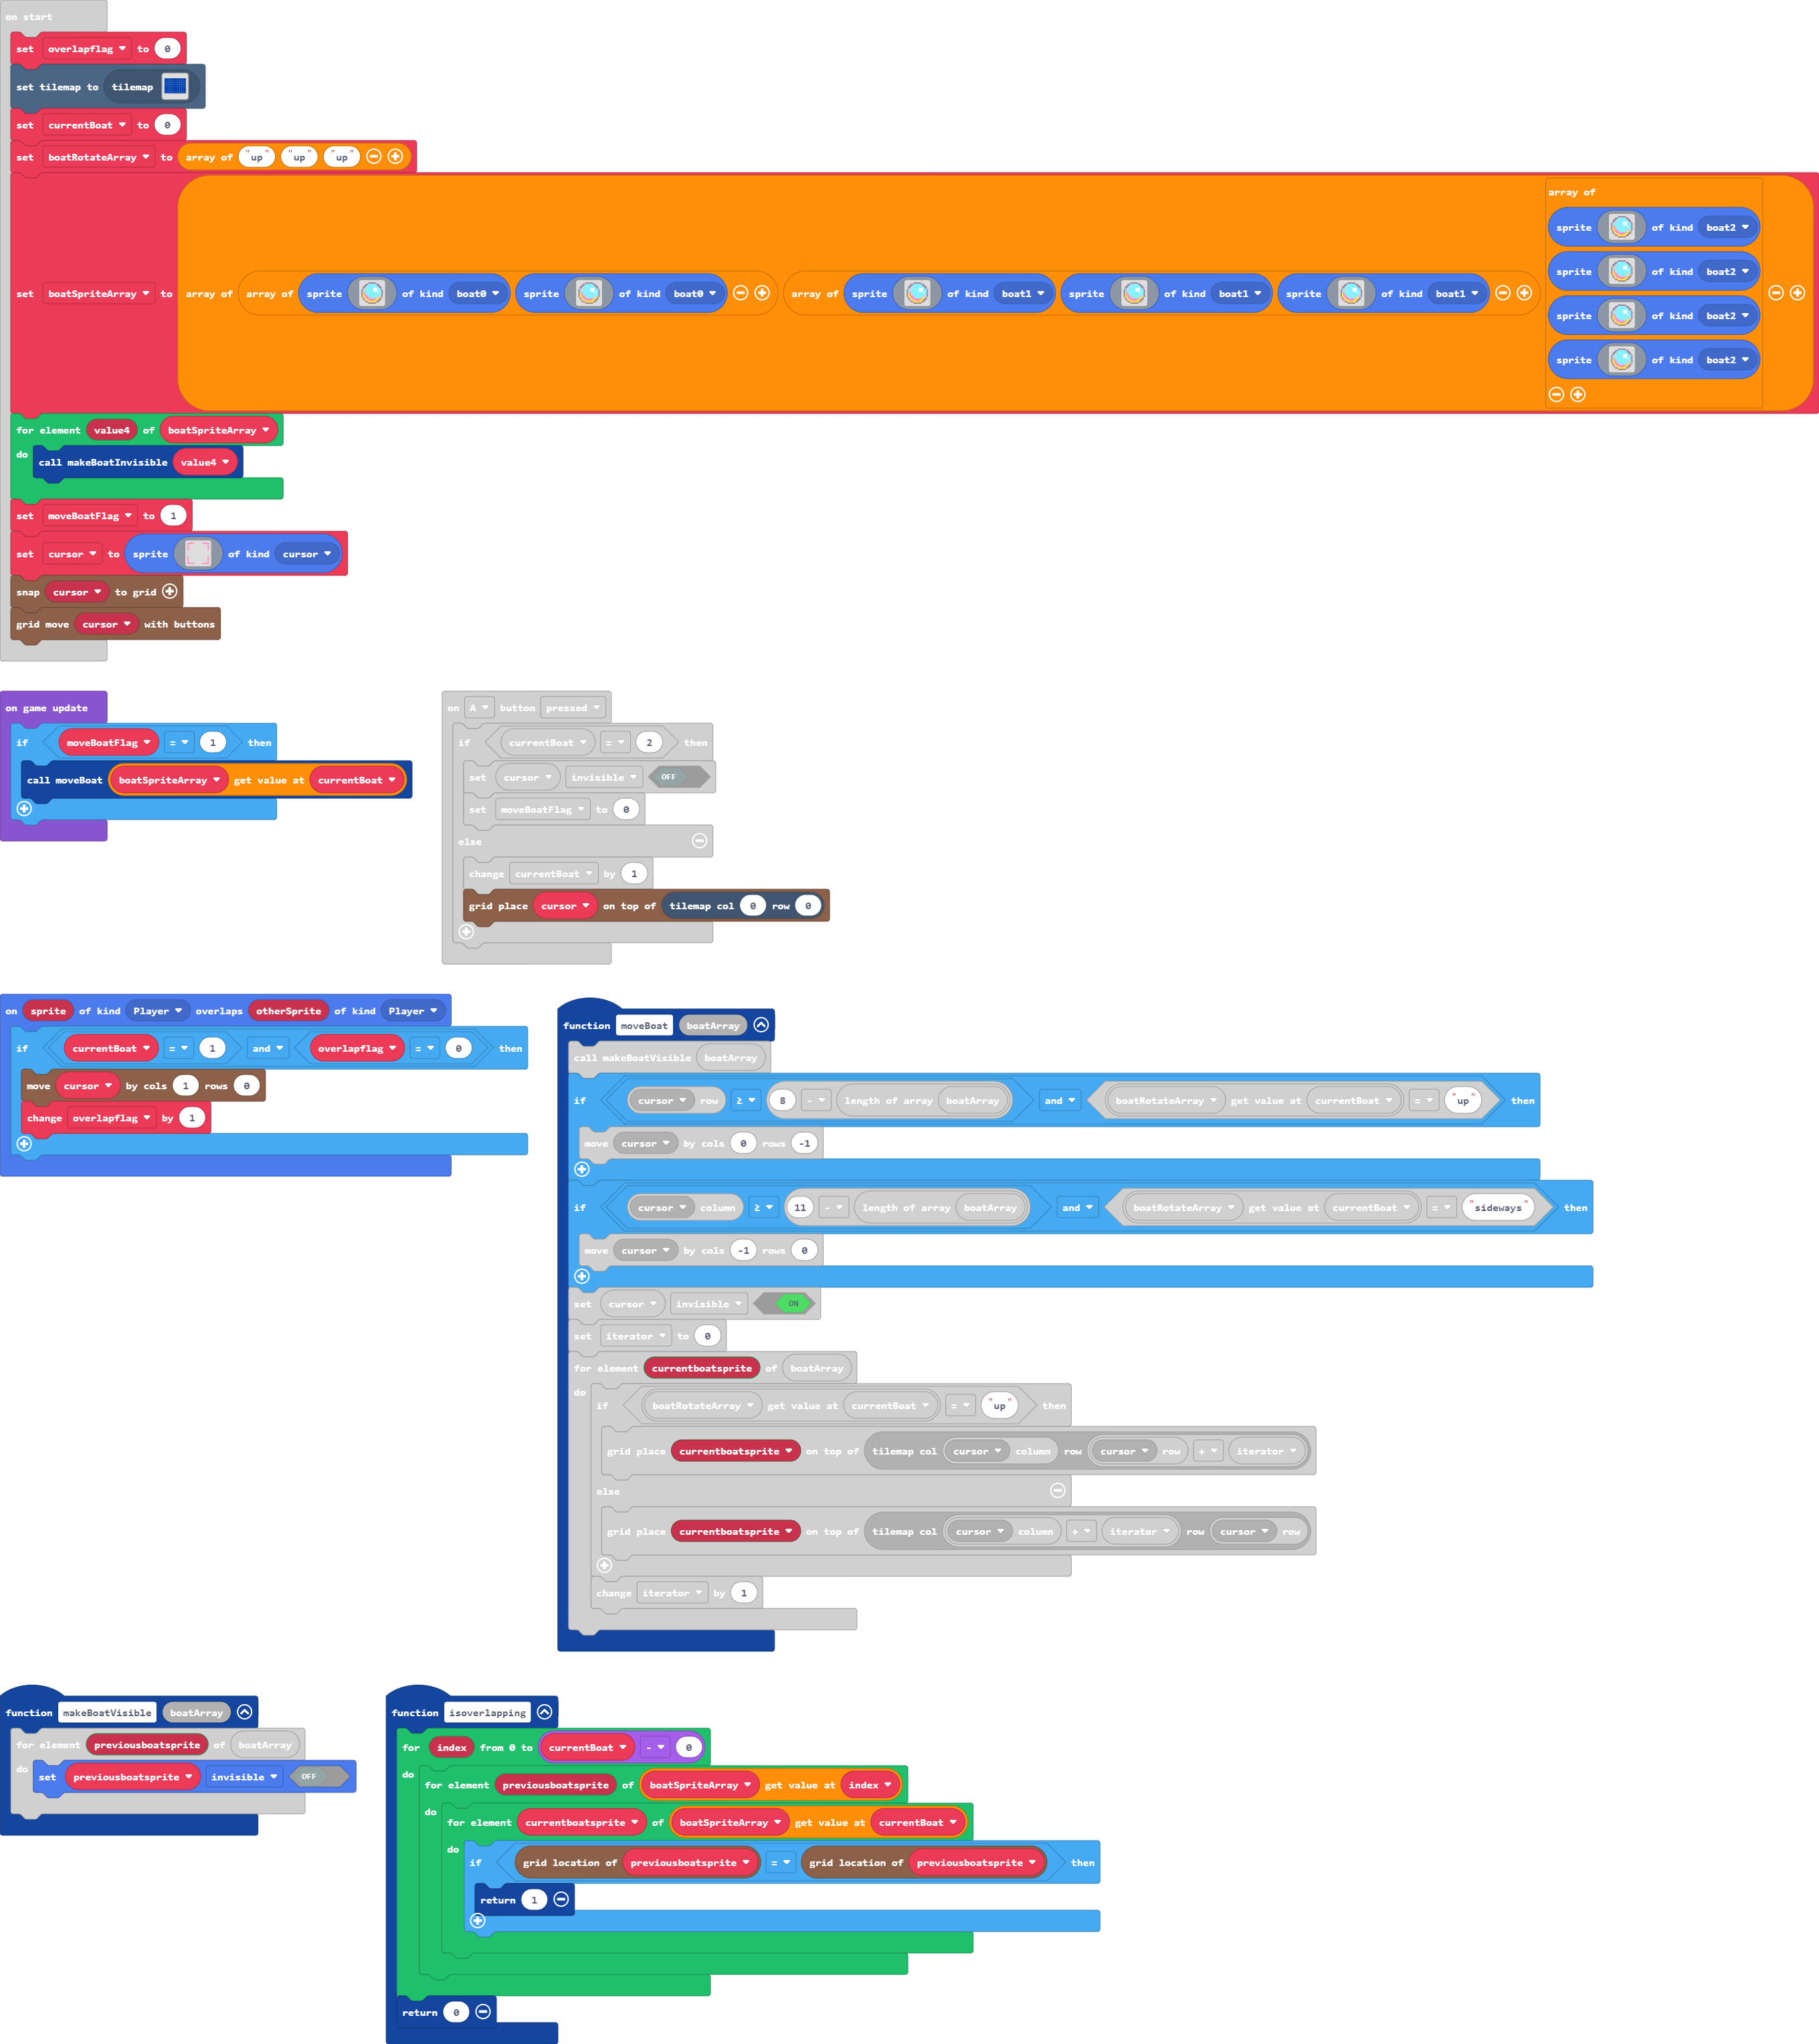 on start
set overlapflag to 0
set tilemap to tilemap
set currentBoat to 0
set boatRotateArray to array of "up" "up" "up"
set boatSpriteArray to array of array of sprite of kind boat0 sprite of kind boat0 array of sprite of kind boat1 sprite of kind boat1 sprite of kind boat1 array of
sprite of kind boat2
sprite of kind boat2
sprite of kind boat2
sprite of kind boat2
for element value4 of boatSpriteArray
do call makeBoatInvisible value4
set moveBoatFlag to 1
set cursor to sprite of kind cursor
snap cursor to grid
grid move cursor with buttons
on game update
if moveBoatFlag = 1 then
call moveBoat boatSpriteArray get value at currentBoat
on A button pressed
if currentBoat = 2 then
set cursor invisible OFF
set moveBoatFlag to 0
else
change currentBoat by 1
grid place cursor on top of tilemap col 0 row 0
on sprite of kind Player overlaps otherSprite of kind Player
if currentBoat = 1 and overlapflag = 0 then
move cursor by cols 1 rows 0
change overlapflag by 1
function moveBoat boatArray
call makeBoatVisible boatArray
if cursor row ≥ 8 - length of array boatArray and boatRotateArray get value at currentBoat = "up" then
move cursor by cols 0 rows -1
if cursor column ≥ 11 - length of array boatArray and boatRotateArray get value at currentBoat = "sideways" then
move cursor by cols -1 rows 0
set cursor invisible ON
set iterator to 0
for element currentboatsprite of boatArray
do if boatRotateArray get value at currentBoat = "up" then
grid place currentboatsprite on top of tilemap col cursor column row cursor row + iterator
else
grid place currentboatsprite on top of tilemap col cursor column + iterator row cursor row
change iterator by 1
function makeBoatVisible boatArray
for element previousboatsprite of boatArray
do set previousboatsprite invisible OFF
function isoverlapping
for index from 0 to currentBoat - 0
do for element previousboatsprite of boatSpriteArray get value at index
do for element currentboatsprite of boatSpriteArray get value at currentBoat
do if grid location of previousboatsprite = grid location of previousboatsprite then
return 1
return 0